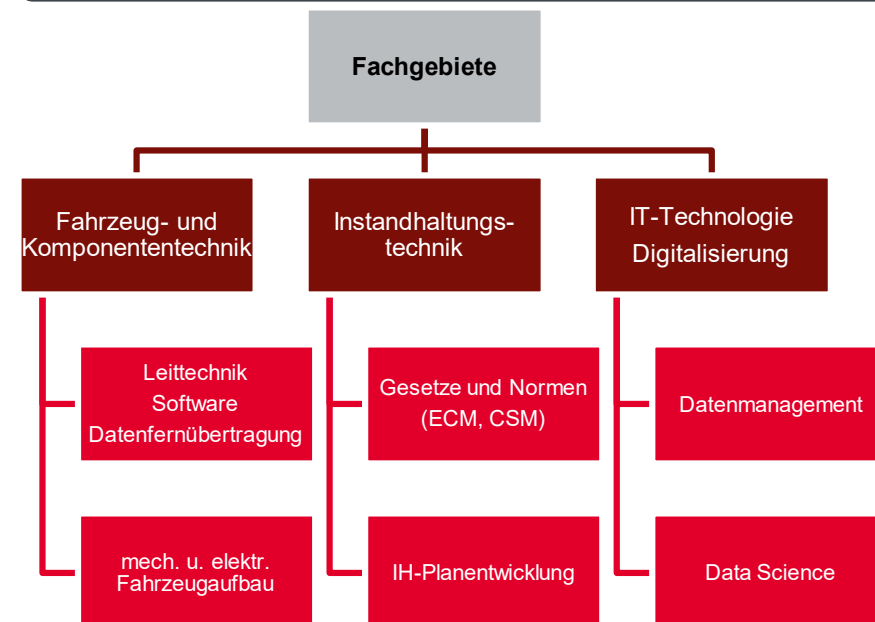 Fachgebiete
Fahrzeug- und
Komponententechnik
Instandhaltungs-
technik
IT-Technologie
Digitalisierung
Leittechnik
Software
Datenfernübertragung
Gesetze und Normen
(ECM, CSM)
Datenmanagement
mech. u. elektr.
Fahrzeugaufbau
IH-Planentwicklung
Data Science